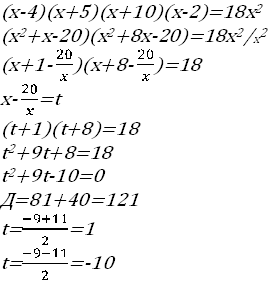 (x-4)(x+5)(x+10)(x-2)=18x²
(x²+x-20)(x²+8x-20)=18x²/x²
(x+1-20/x)(x+8-20/x)=18
x-20/x=t
(t+1)(t+8)=18
t²+9t+8=18
t²+9t-10=0
Д=81+40=121
t=(-9+11)/2=1
t=(-9-11)/2=-10